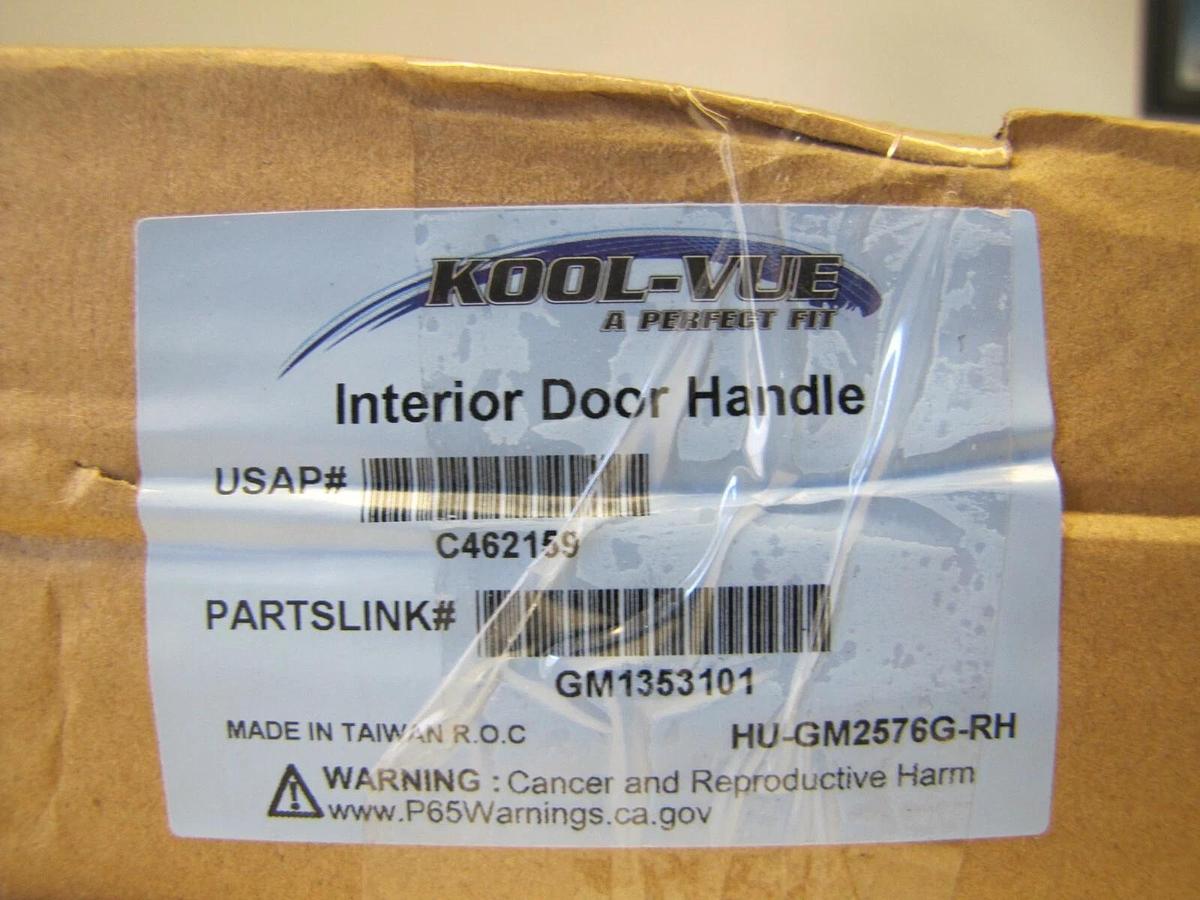 KOOL-VUE
A PERFECT FIT
Interior Door Handle
USAP#
C462159
PARTSLINK#
GM1353101
MADE IN TAIWAN R.O.C HU-GM2576G-RH
WARNING : Cancer and Reproductive Harm
www.P65Warnings.ca.gov